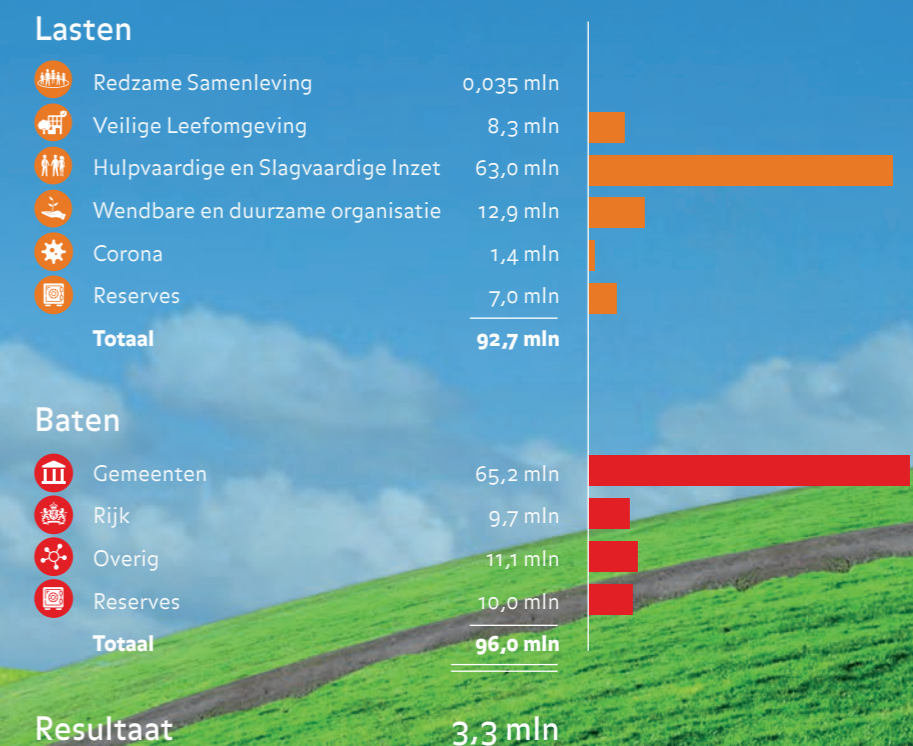 Lasten
Redzame Samenleving 0,035 mln
Veilige Leefomgeving 8,3 mln
Hulpvaardige en Slagvaardige Inzet 63,0 mln
Wendbare en duurzame organisatie 12,9 mln
Corona 1,4 mln
Reserves 7,0 mln
Totaal 92,7 mln
Baten
Gemeenten 65,2 mln
Rijk 9,7 mln
Overig 11,1 mln
Reserves 10,0 mln
Totaal 96,0 mln
Resultaat 3,3 mln